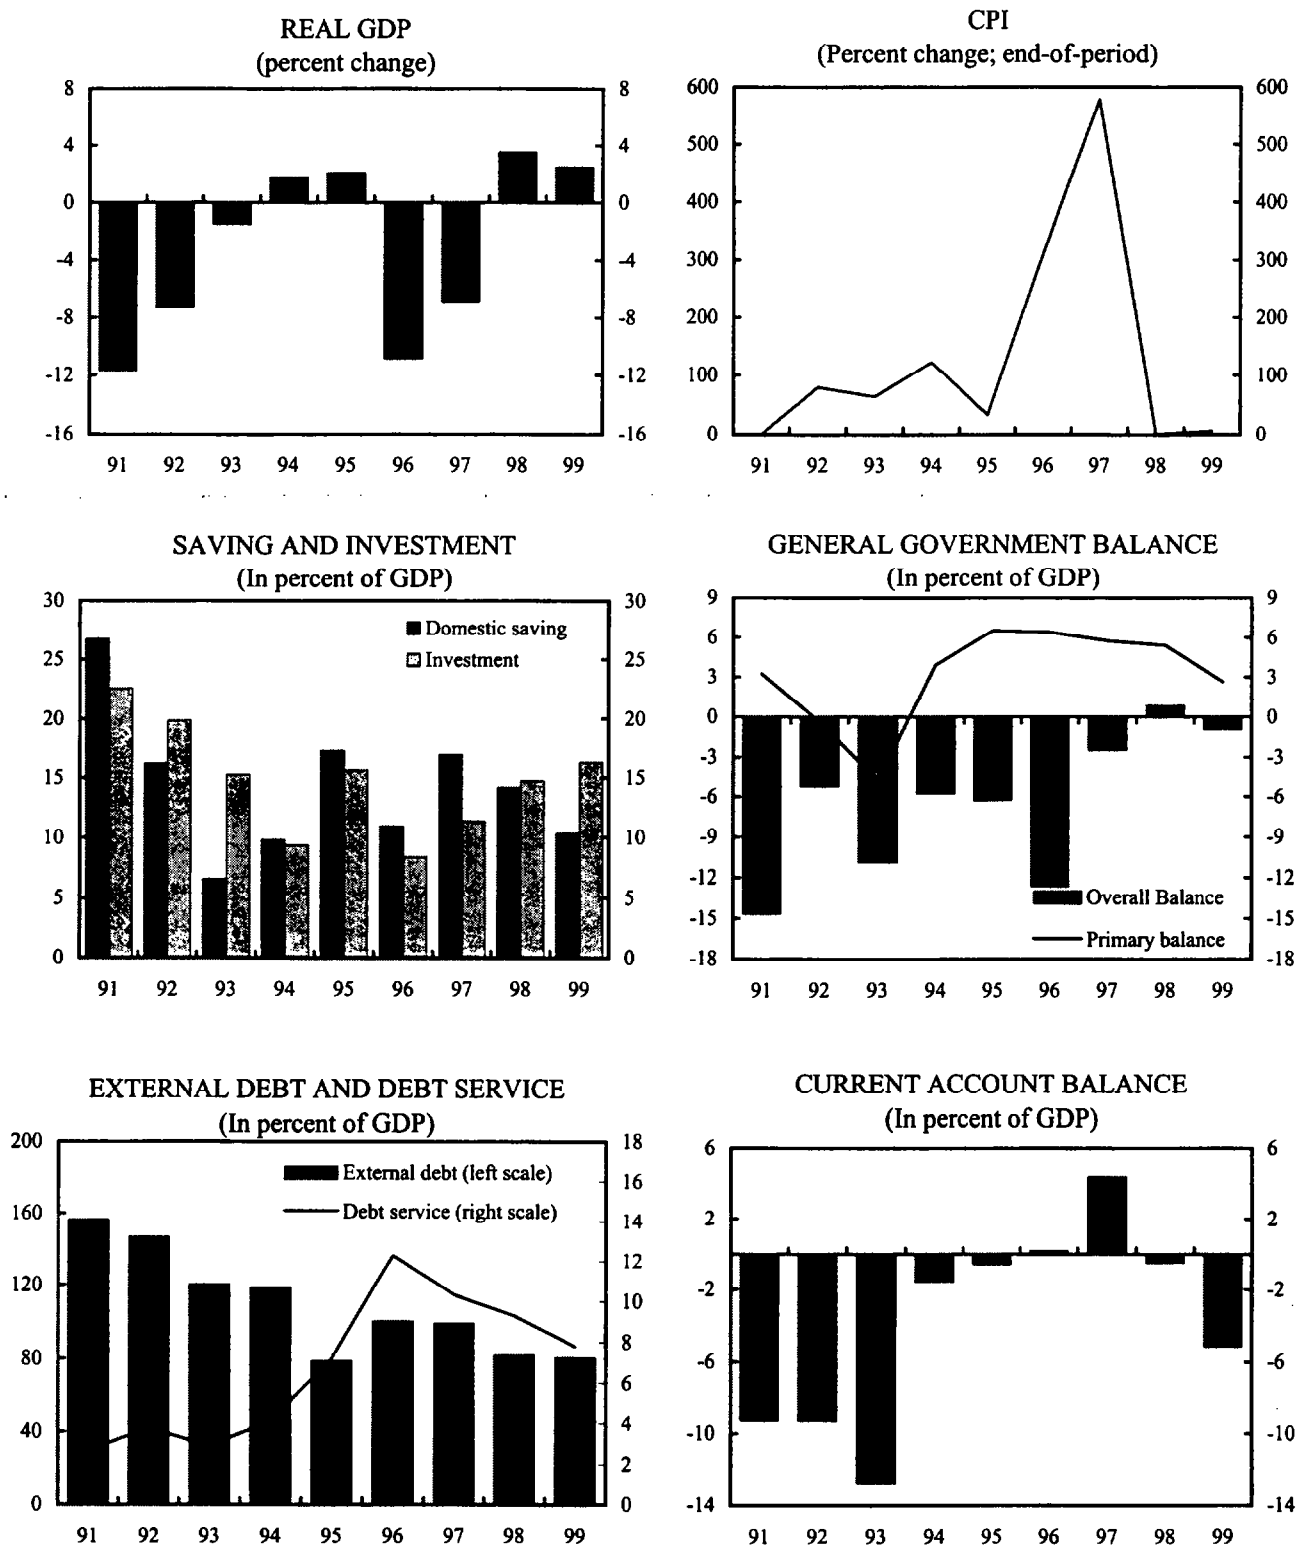 REAL GDP
(percent change)
8 8
4 4
0 0
-4 -4
-8 -8
-12 -12
-16 -16
91 92 93 94 95 96 97 98 99
CPI
(Percent change; end-of-period)
600 600
500 500
400 400
300 300
200 200
100 100
0 0
91 92 93 94 95 96 97 98 99
SAVING AND INVESTMENT
(In percent of GDP)
30 30
Domestic saving
Investment
25 25
20 20
15 15
10 10
5 5
0 0
91 92 93 94 95 96 97 98 99
GENERAL GOVERNMENT BALANCE
(In percent of GDP)
9 9
6 6
3 3
0 0
-3 -3
-6 -6
-9 -9
-12 -12
Overall Balance
-15 -15
Primary balance
-18 -18
91 92 93 94 95 96 97 98 99
EXTERNAL DEBT AND DEBT SERVICE
(In percent of GDP)
200 18
External debt (left scale)
16
160 14
Debt service (right scale)
12
120 10
80 8
6
40 4
2
0 0
91 92 93 94 95 96 97 98 99
CURRENT ACCOUNT BALANCE
(In percent of GDP)
6 6
2 2
-2 -2
-6 -6
-10 -10
-14 -14
91 92 93 94 95 96 97 98 99